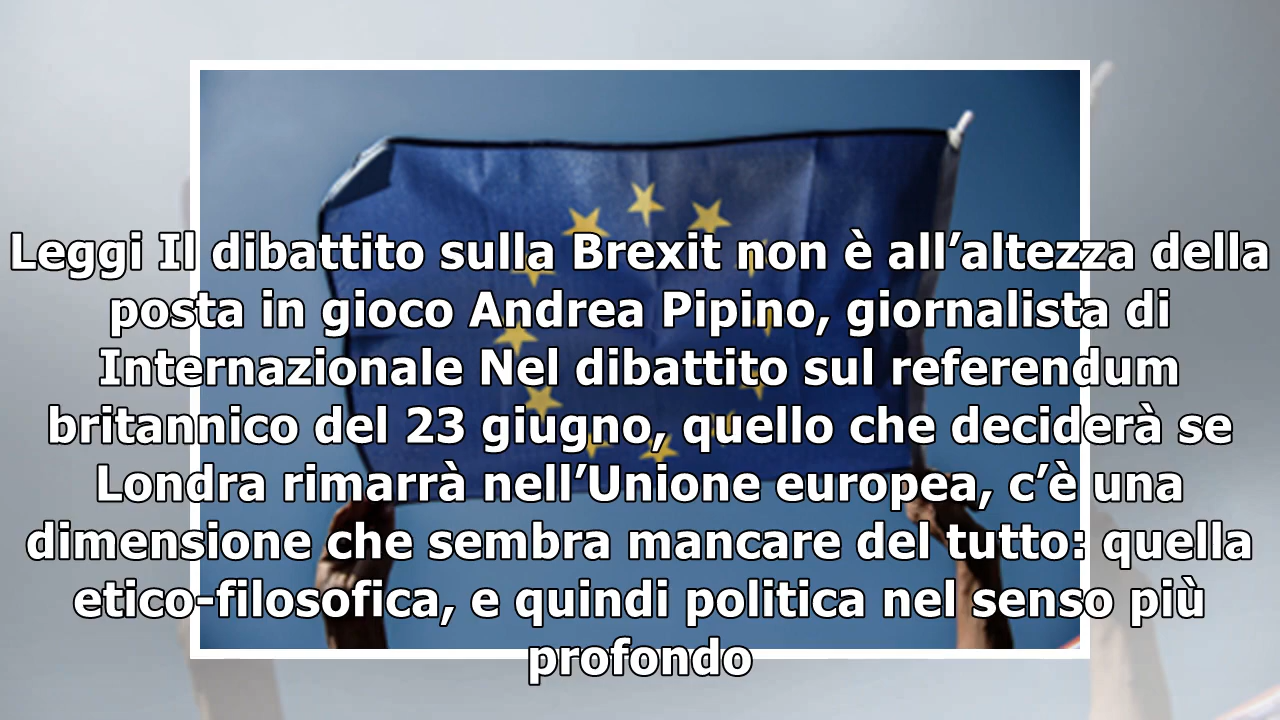 Leggi Il dibattito sulla Brexit non è all’altezza della
posta in gioco Andrea Pipino, giornalista di
Internazionale Nel dibattito sul referendum
britannico del 23 giugno, quello che deciderà se
Londra rimarrà nell’Unione europea, c’è una
dimensione che sembra mancare del tutto: quella
etico-filosofica, e quindi politica nel senso più
profondo